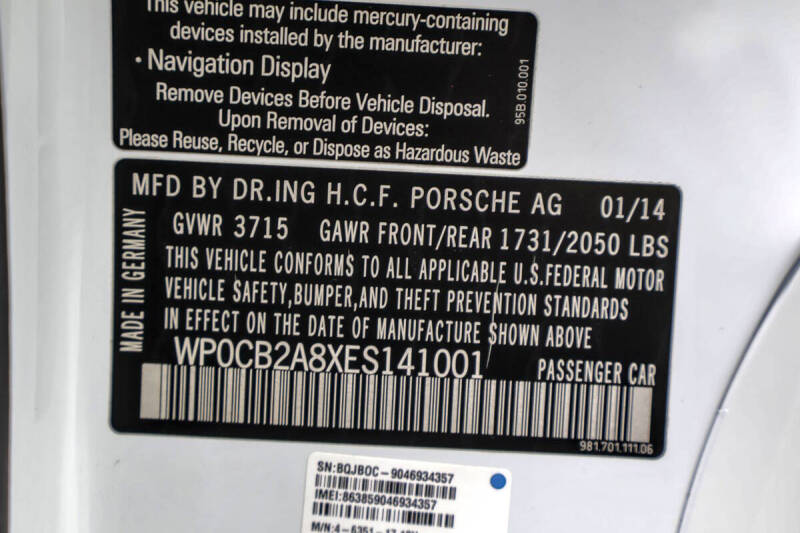 This vehicle may include mercury-containing
devices installed by the manufacturer:
• Navigation Display
Remove Devices Before Vehicle Disposal.
Upon Removal of Devices:
Please Reuse, Recycle, or Dispose as Hazardous Waste
95B.010.001
MFD BY DR.ING H.C.F. PORSCHE AG 01/14
GVWR 3715 GAWR FRONT/REAR 1731/2050 LBS
THIS VEHICLE CONFORMS TO ALL APPLICABLE U.S.FEDERAL MOTOR
VEHICLE SAFETY,BUMPER,AND THEFT PREVENTION STANDARDS
IN EFFECT ON THE DATE OF MANUFACTURE SHOWN ABOVE
MADE IN GERMANY
WP0CB2A8XES141001 PASSENGER CAR
981.701.111.06
SN:BQJBOC-9046934357
IMEI:863859046934357